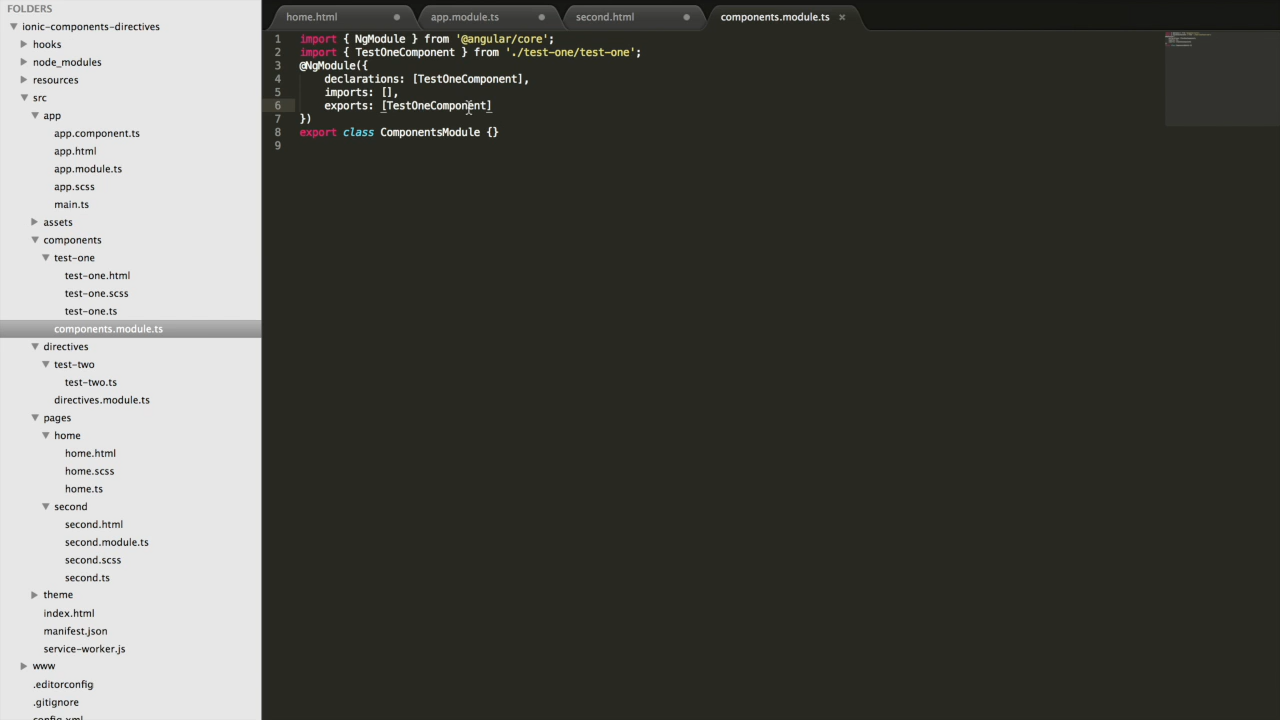 FOLDERS
ionic-components-directives
hooks
node_modules
resources
src
app
app.component.ts
app.html
app.module.ts
app.scss
main.ts
assets
components
test-one
test-one.html
test-one.scss
test-one.ts
components.module.ts
directives
test-two
test-two.ts
directives.module.ts
pages
home
home.html
home.scss
home.ts
second
second.html
second.module.ts
second.scss
second.ts
theme
index.html
manifest.json
service-worker.js
www
.editorconfig
.gitignore
config.xml
home.html app.module.ts second.html components.module.ts ×
1 import { NgModule } from '@angular/core';
2 import { TestOneComponent } from './test-one/test-one';
3 @NgModule({
4 declarations: [TestOneComponent],
5 imports: [],
6 exports: [TestOneComponent]
7 })
8 export class ComponentsModule {}
9